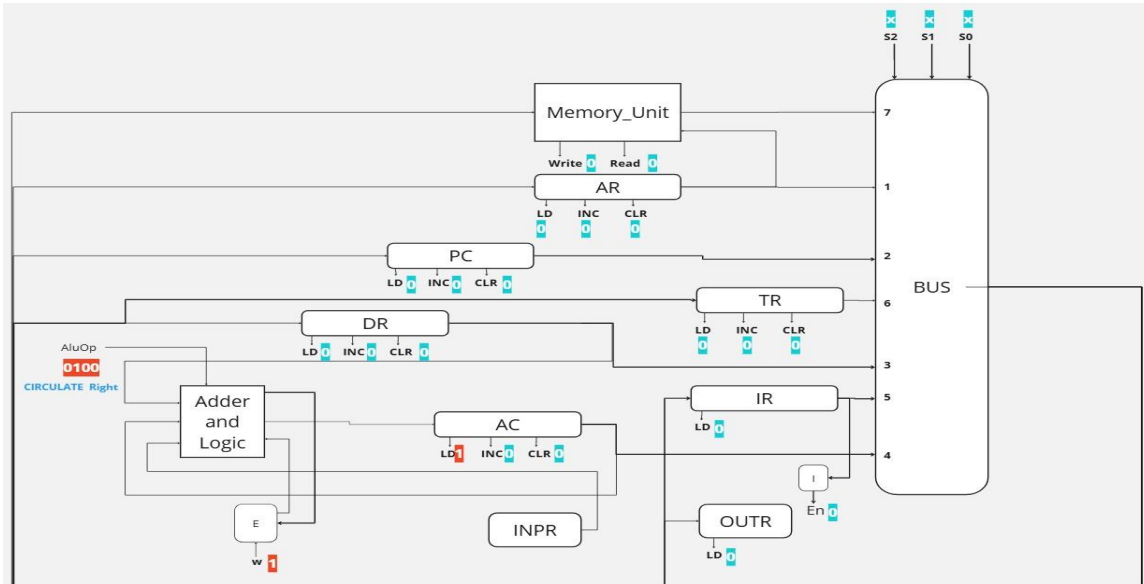 x x x
S2 S1 S0
Memory_Unit
7
Write 0 Read 0
AR
1
LD INC CLR
0 0 0
PC
2
LD 0 INC 0 CLR 0
BUS
TR
6
DR
LD INC CLR
0 0 0
AluOp
LD 0 INC 0 CLR 0
0100
3
CIRCULATE Right
Adder
and
Logic
IR
5
AC
LD 0
LD 1 INC 0 CLR 0
4
I
En 0
E
INPR
OUTR
w 1
LD 0